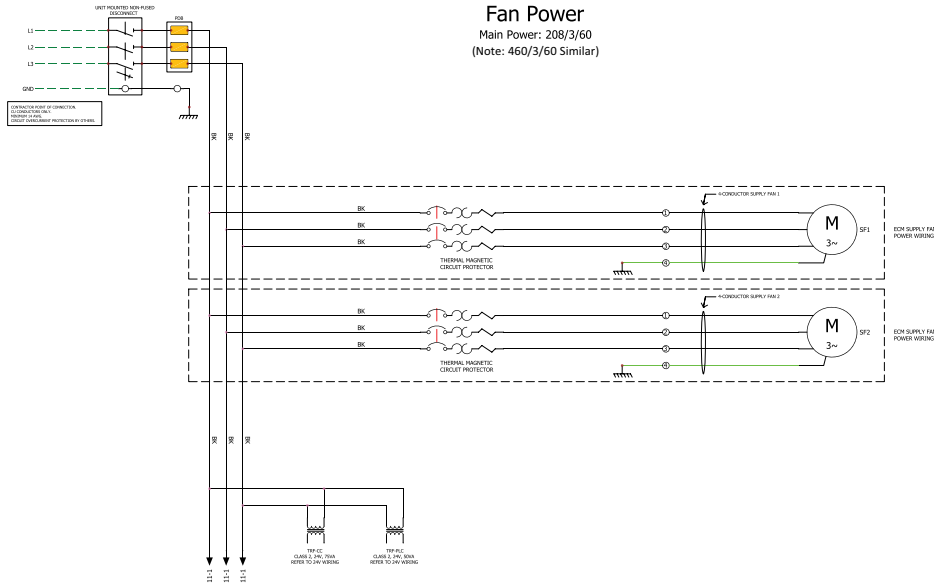 Fan Power
Main Power: 208/3/60
(Note: 460/3/60 Similar)
UNIT MOUNTED NON-FUSED
DISCONNECT
PDB
L1
L2
L3
GND
CONTRACTOR POINT OF CONNECTION.
CU CONDUCTORS ONLY.
MINIMUM 14 AWG.
CIRCUIT OVERCURRENT PROTECTION BY OTHERS.
BK
BK
BK
4-CONDUCTOR SUPPLY FAN 1
BK
BK
BK
1
2
3
4
M
3~
SF1
ECM SUPPLY FAN
POWER WIRING
THERMAL MAGNETIC
CIRCUIT PROTECTOR
4-CONDUCTOR SUPPLY FAN 2
BK
BK
BK
1
2
3
4
M
3~
SF2
ECM SUPPLY FAN
POWER WIRING
THERMAL MAGNETIC
CIRCUIT PROTECTOR
BK
BK
BK
TRF-CC
CLASS 2, 24V, 75VA
REFER TO 24V WIRING
TRF-PLC
CLASS 2, 24V, 50VA
REFER TO 24V WIRING
11-1
11-1
11-1